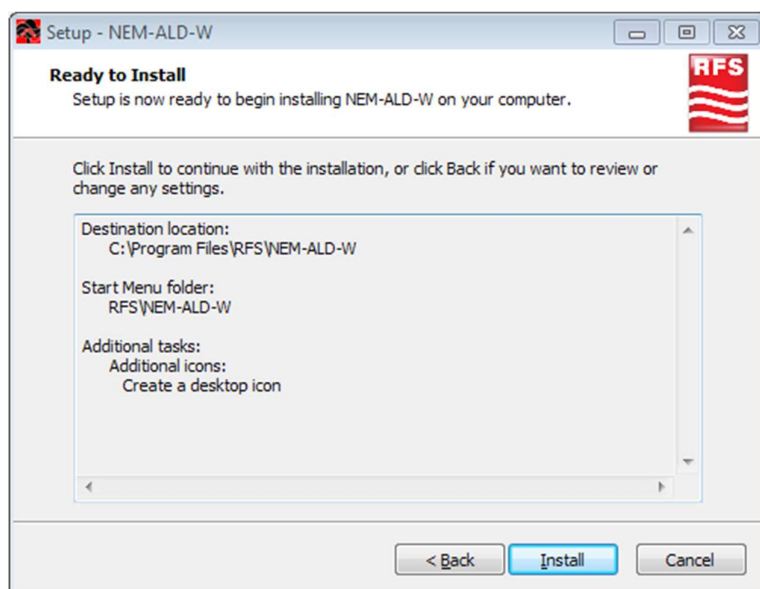 Setup - NEM-ALD-W
Ready to Install
Setup is now ready to begin installing NEM-ALD-W on your computer.
RFS
Click Install to continue with the installation, or click Back if you want to review or
change any settings.
Destination location:
C:\Program Files\RFS\NEM-ALD-W
Start Menu folder:
RFS\NEM-ALD-W
Additional tasks:
Additional icons:
Create a desktop icon
< Back
Install
Cancel